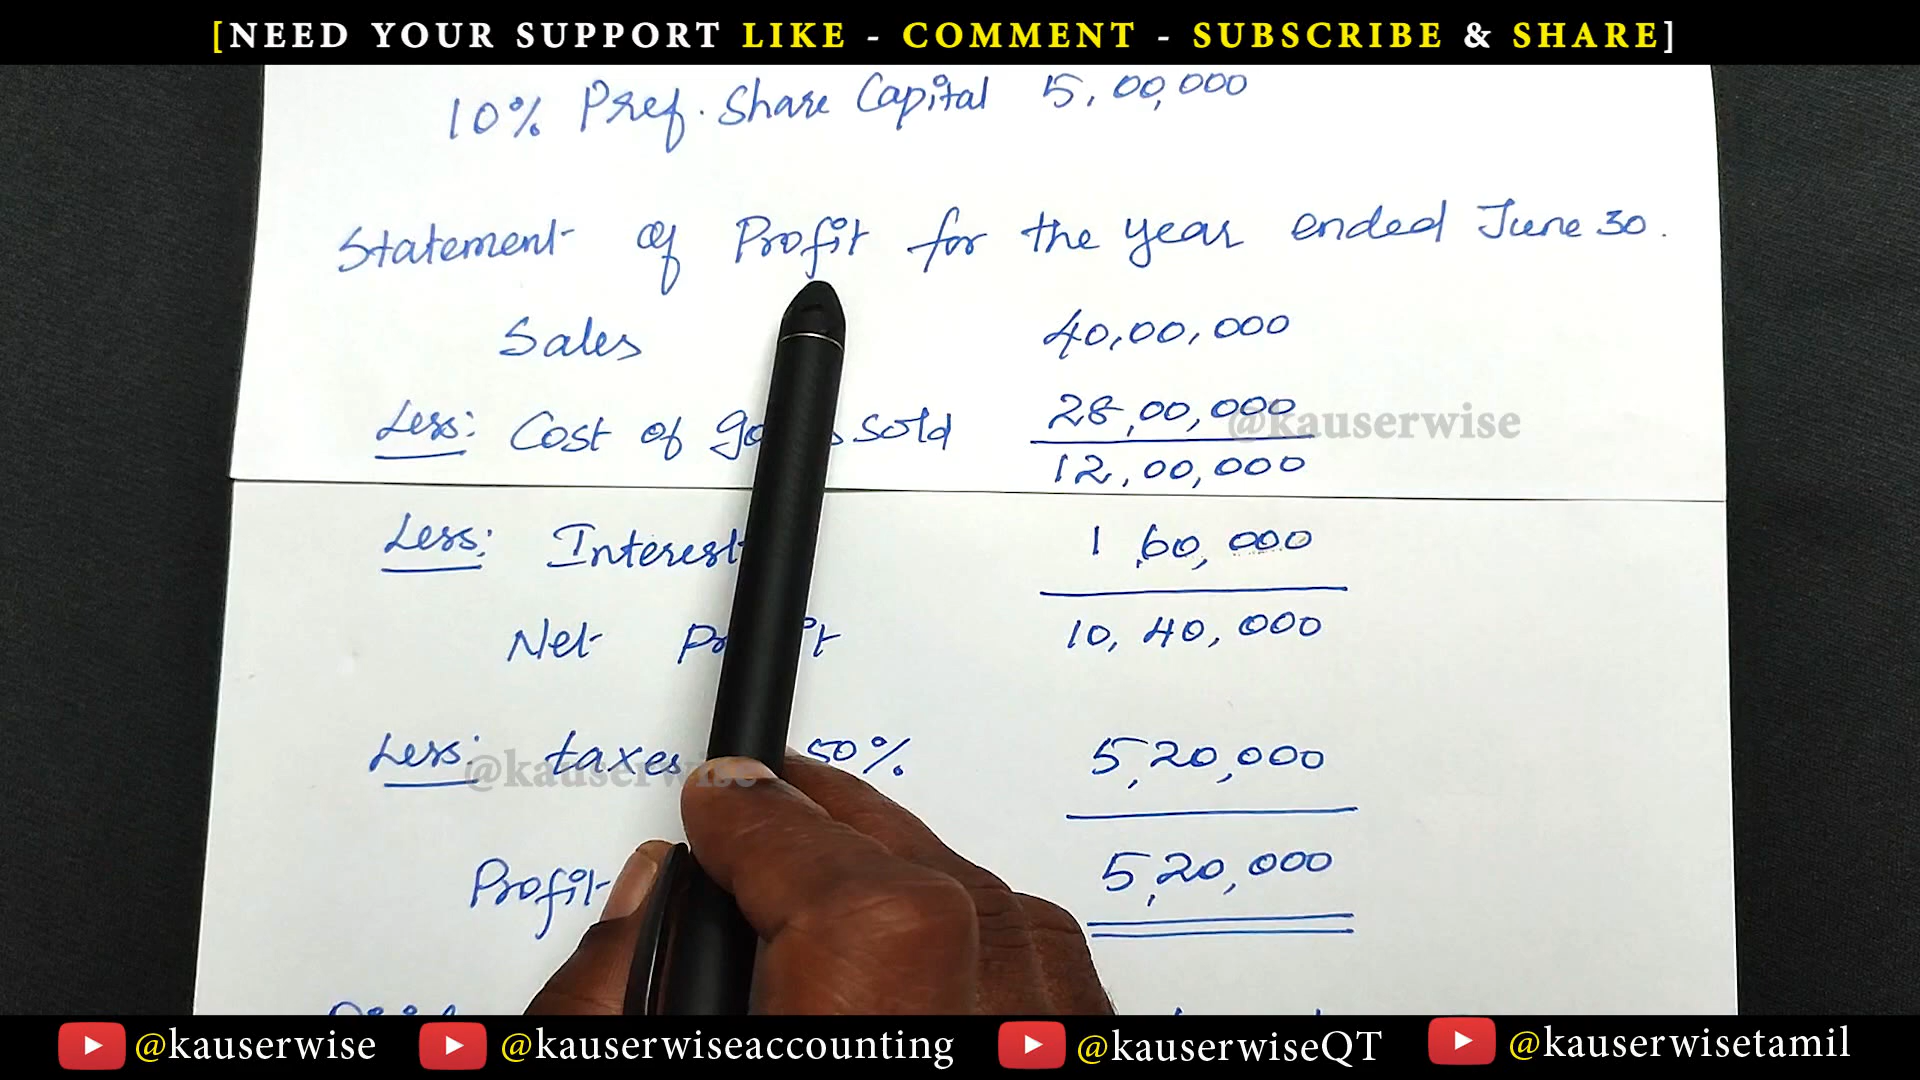 [NEED YOUR SUPPORT LIKE - COMMENT - SUBSCRIBE & SHARE]
10% Pref. Share Capital 5,00,000
Statement of Profit for the year ended June 30.
Sales 40,00,000
Less: Cost of sold 28,00,000
@kauserwise
12,00,000
Less: Interest 1,60,000
Net 10,40,000
Less: taxes 50% 5,20,000
@kauserwise
Profit 5,20,000
@kauserwise @kauserwiseaccounting @kauserwiseQT @kauserwisetamil